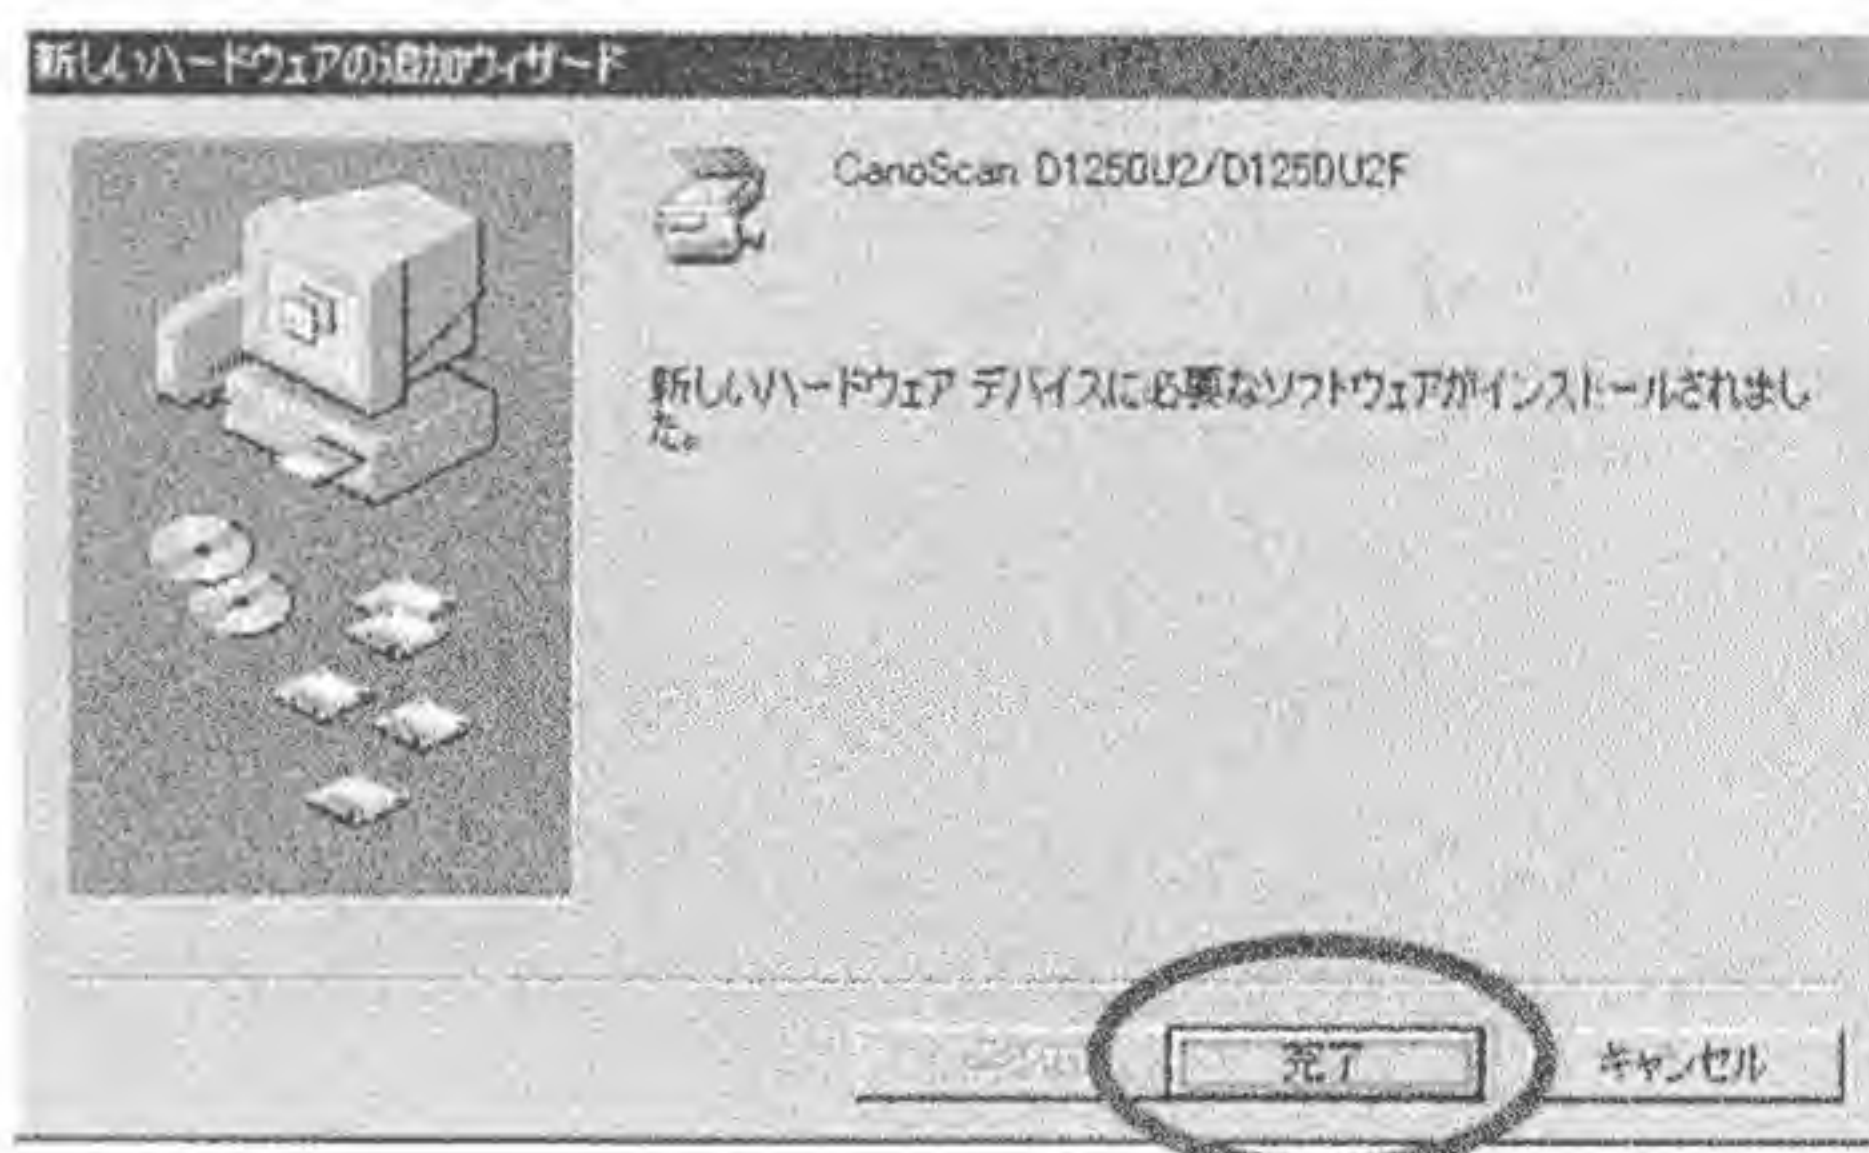 新しいハードウェアの追加ウィザード
CanoScan D1250U2/D1250U2F
新しいハードウェア デバイスに必要なソフトウェアがインストールされまし
た。
完了
キャンセル